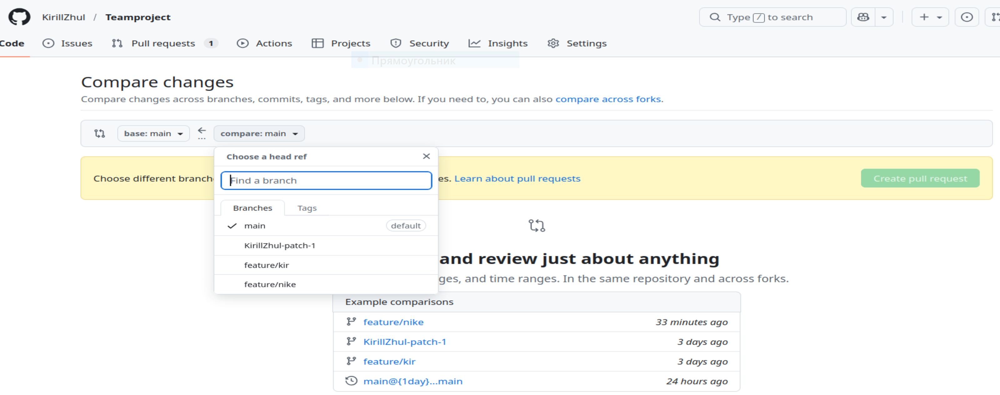 KirillZhul / Teamproject
Type / to search
Code Issues Pull requests 1 Actions Projects Security Insights Settings
Прямоугольник
Compare changes
Compare changes across branches, commits, tags, and more below. If you need to, you can also compare across forks.
base: main ← ... compare: main
Choose a head ref
Choose different branch
es. Learn about pull requests
Create pull request
Find a branch
Branches Tags
main default
KirillZhul-patch-1
feature/kir
feature/nike
and review just about anything
ges, and time ranges. In the same repository and across forks.
Example comparisons
feature/nike 33 minutes ago
KirillZhul-patch-1 3 days ago
feature/kir 3 days ago
main@{1day}...main 24 hours ago